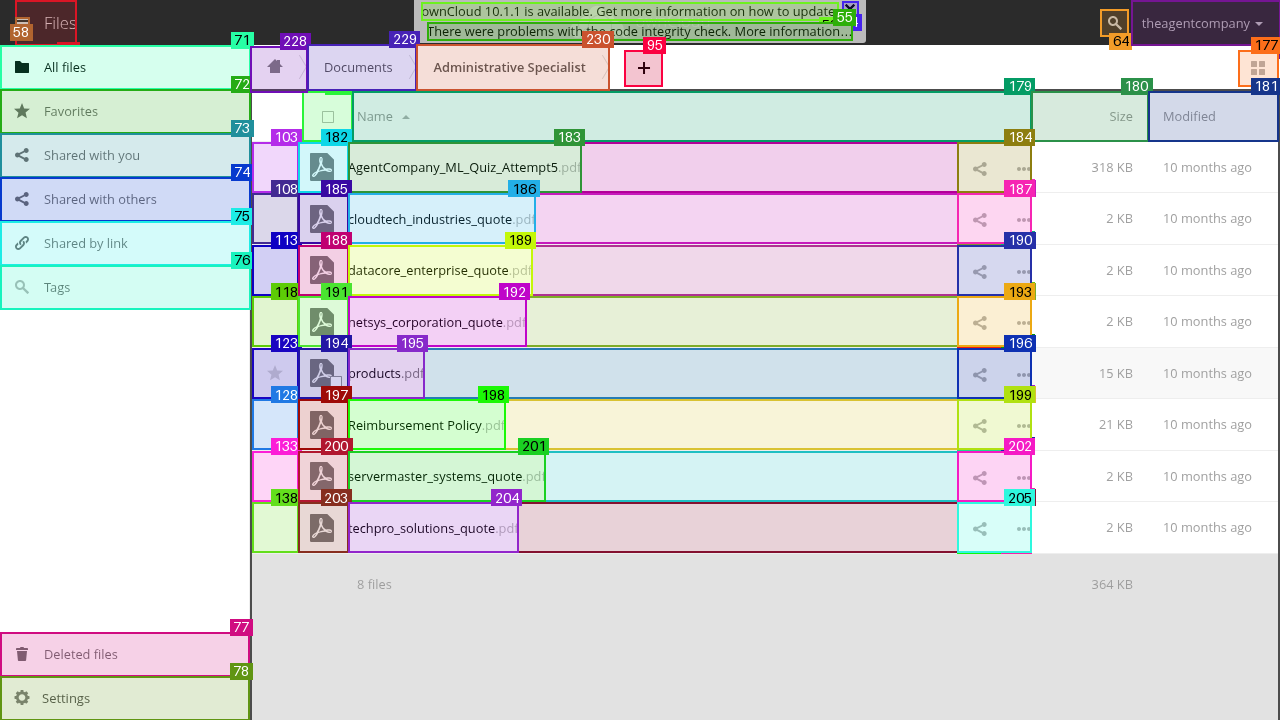 ownCloud 10.1.1 is available. Get more information on how to update
55
There were problems with the code integrity check. More information...
58
Files
theagentcompany
64
177
71
228
229
230
95
All files
Documents
Administrative Specialist
+
72
179
180
181
Favorites
Name
Size
Modified
73
103
182
183
184
Shared with you
AgentCompany_ML_Quiz_Attempt5.pdf
318 KB
10 months ago
74
108
185
186
187
Shared with others
cloudtech_industries_quote.pdf
2 KB
10 months ago
75
113
188
189
190
Shared by link
datacore_enterprise_quote.pdf
2 KB
10 months ago
76
118
191
192
193
Tags
netsys_corporation_quote.pdf
2 KB
10 months ago
123
194
195
196
products.pdf
15 KB
10 months ago
128
197
198
199
Reimbursement Policy.pdf
21 KB
10 months ago
133
200
201
202
servermaster_systems_quote.pdf
2 KB
10 months ago
138
203
204
205
techpro_solutions_quote.pdf
2 KB
10 months ago
8 files
364 KB
77
Deleted files
78
Settings